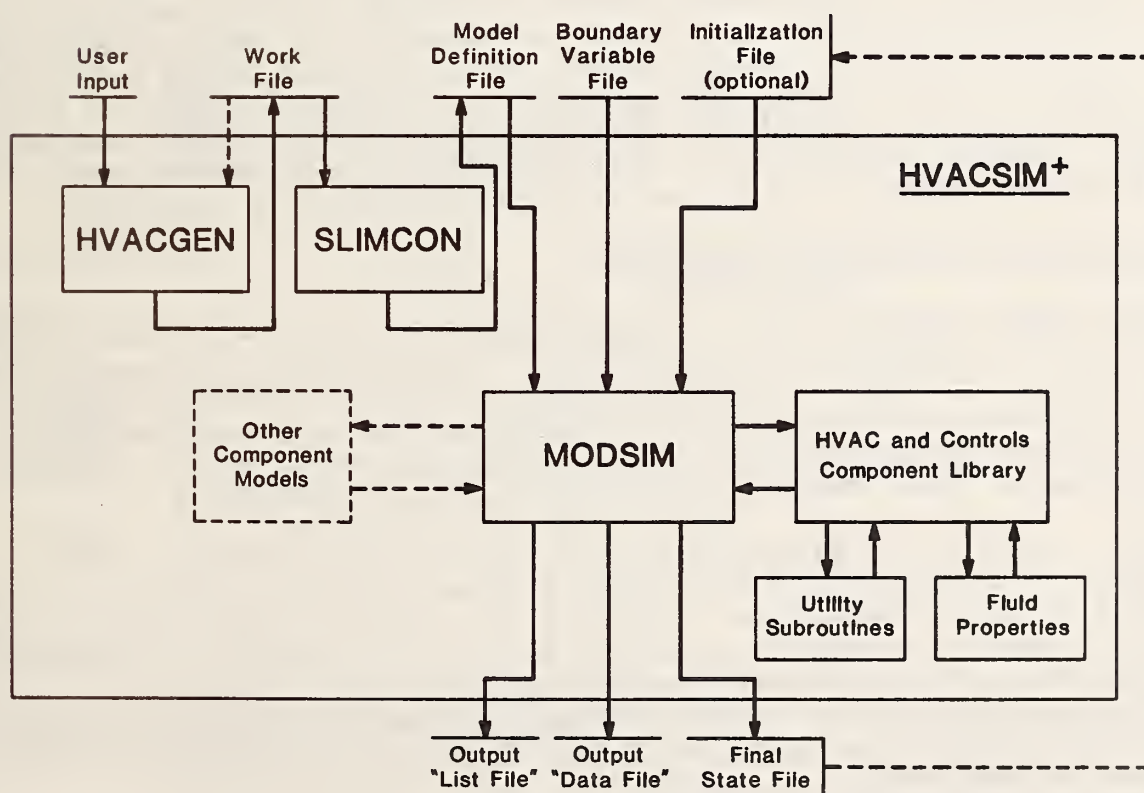 User
Input
Work
File
Model
Definition
File
Boundary
Variable
File
Initialization
File
(optional)
HVACSIM+
HVACGEN
SLIMCON
Other
Component
Models
MODSIM
HVAC and Controls
Component Library
Utility
Subroutines
Fluid
Properties
Output
"List File"
Output
"Data File"
Final
State File